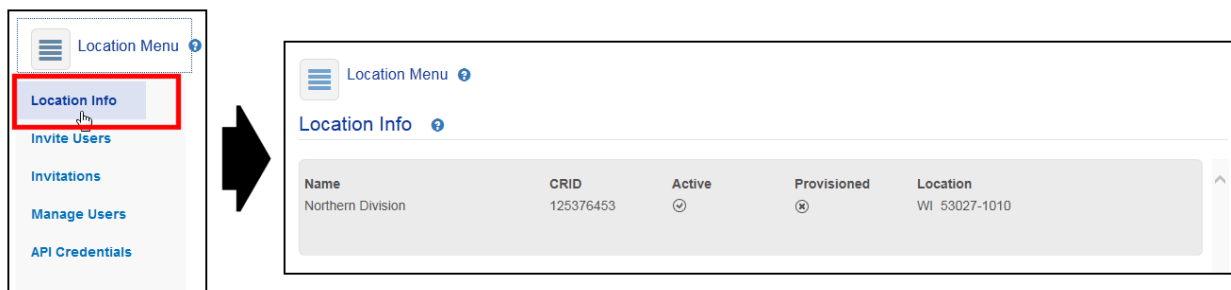 Location Menu ?
Location Info
Invite Users
Invitations
Manage Users
API Credentials
Location Menu ?
Location Info ?
Name CRID Active Provisioned Location
Northern Division 125376453 WI 53027-1010